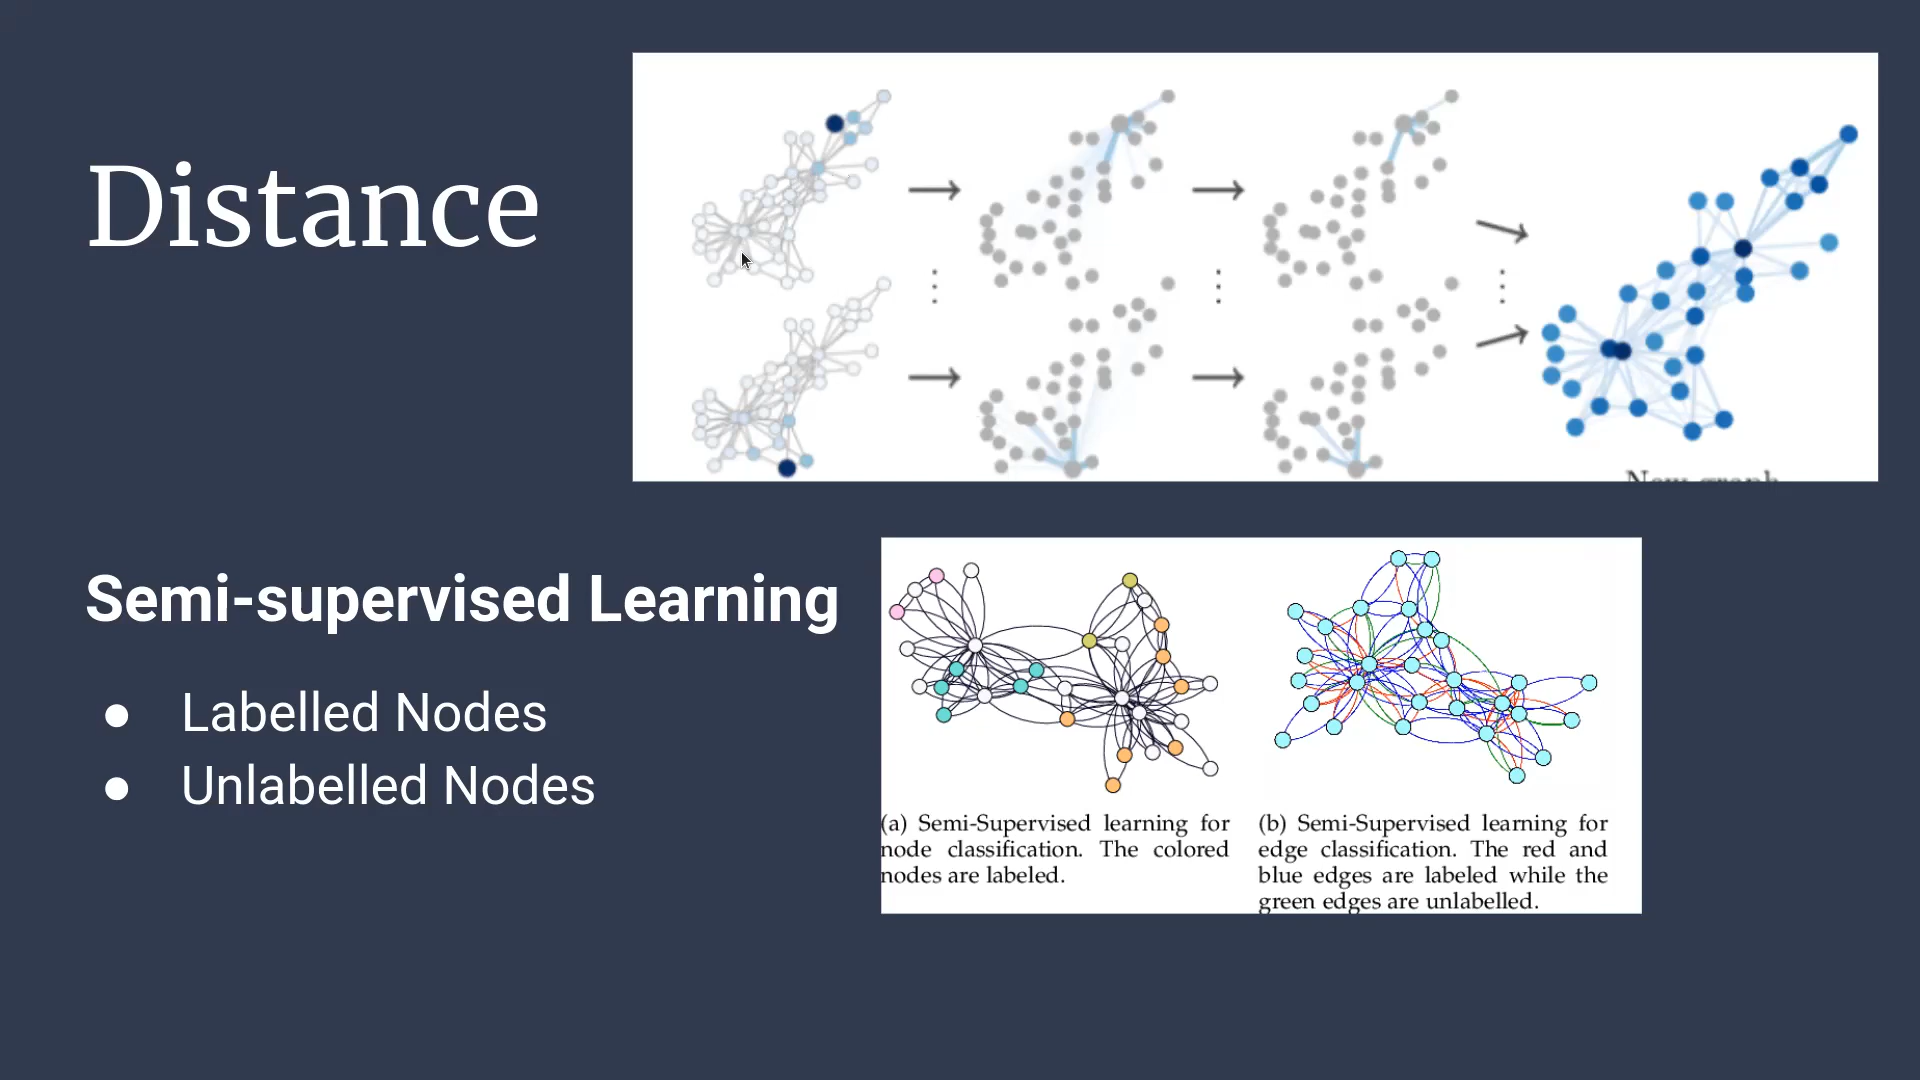 Distance
New graph
Semi-supervised Learning
● Labelled Nodes
● Unlabelled Nodes
(a) Semi-Supervised learning for
node classification. The colored
nodes are labeled.
(b) Semi-Supervised learning for
edge classification. The red and
blue edges are labeled while the
green edges are unlabelled.